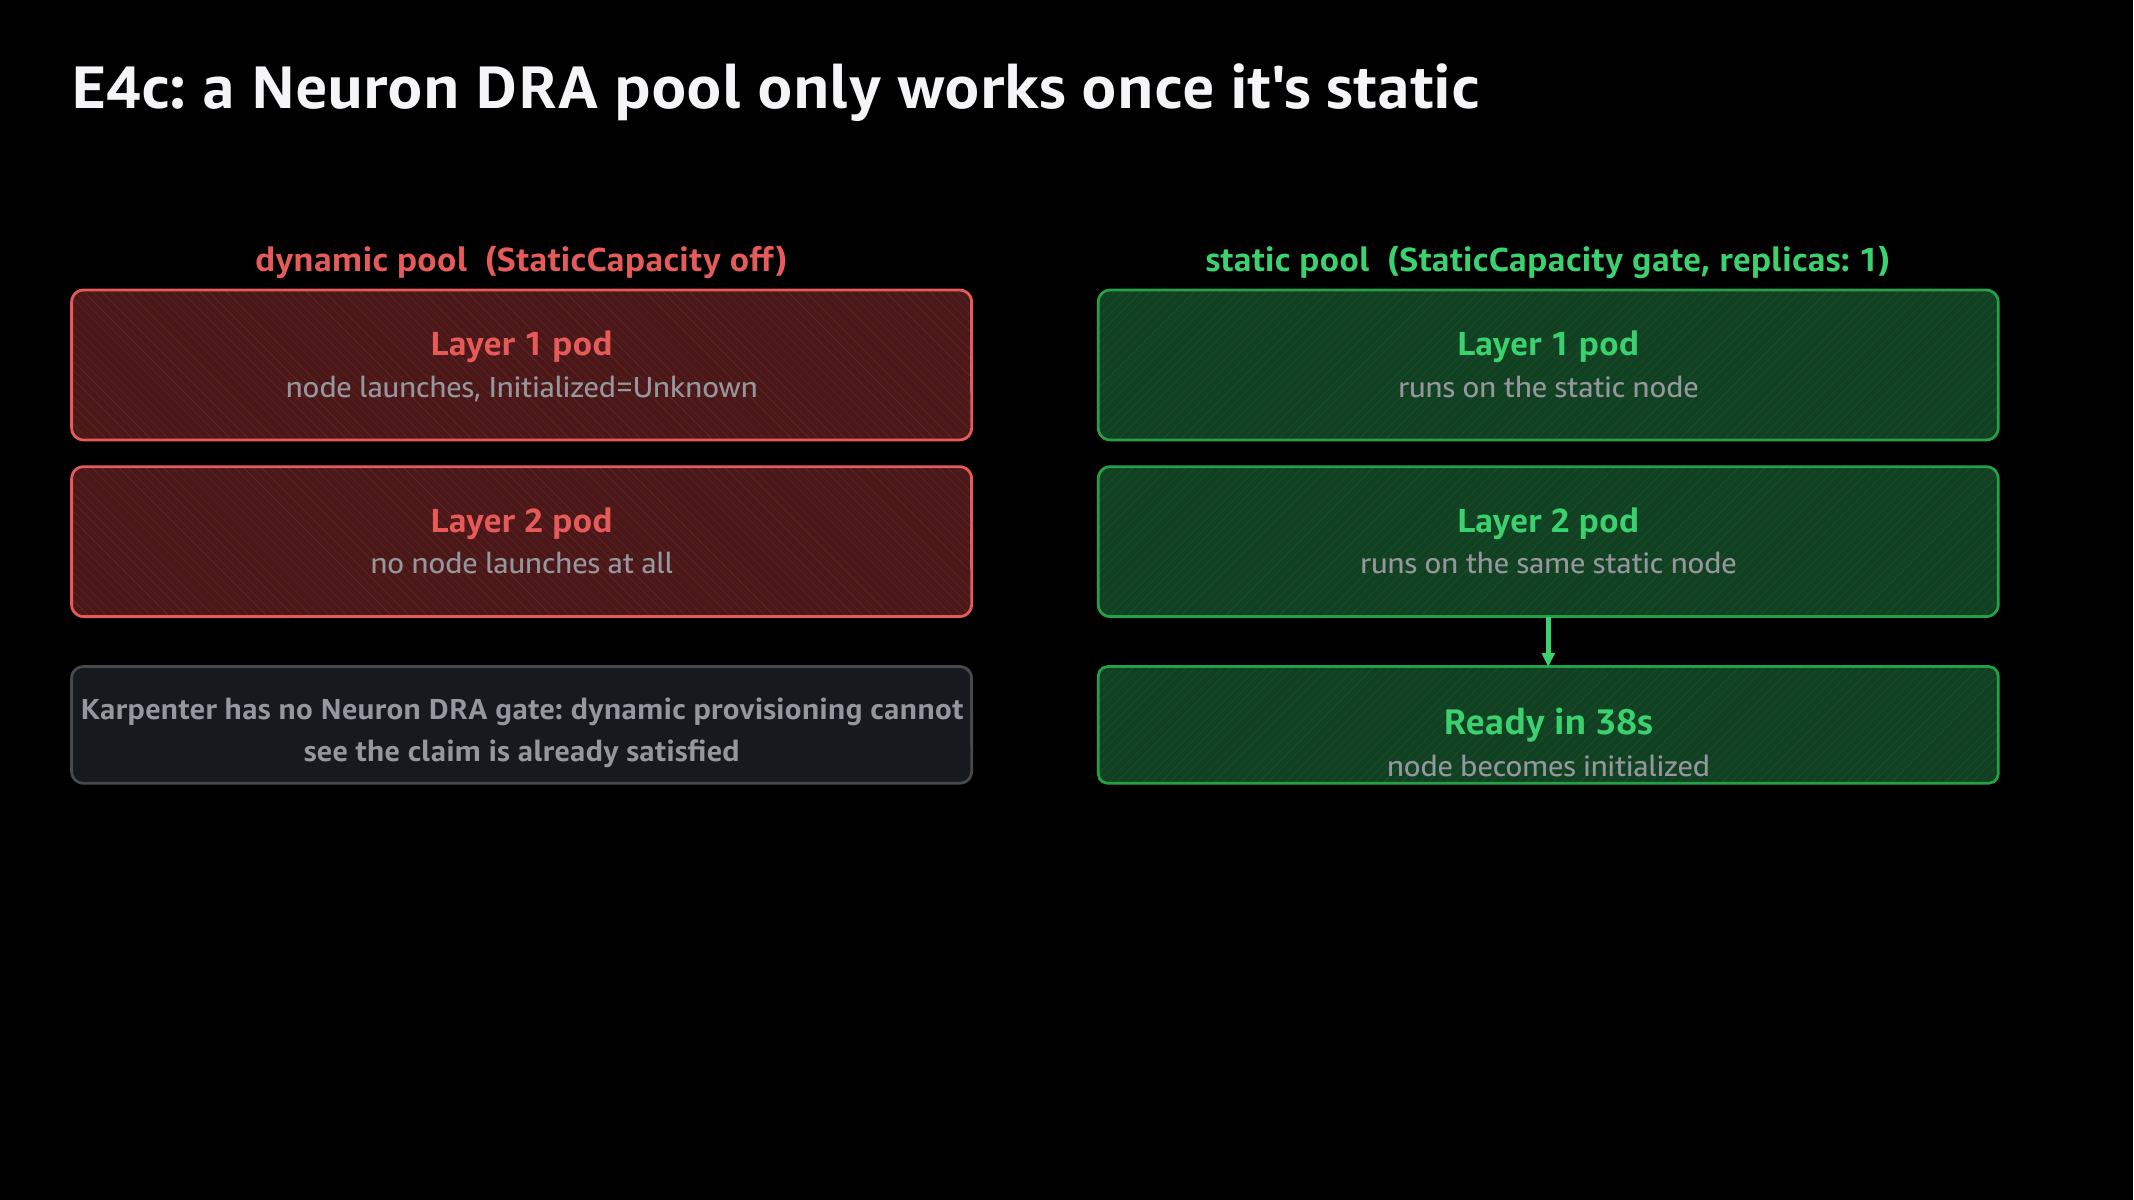 E4c: a Neuron DRA pool only works once it's static
dynamic pool (StaticCapacity off)
Layer 1 pod
node launches, Initialized=Unknown
Layer 2 pod
no node launches at all
Karpenter has no Neuron DRA gate: dynamic provisioning cannot
see the claim is already satisfied
static pool (StaticCapacity gate, replicas: 1)
Layer 1 pod
runs on the static node
Layer 2 pod
runs on the same static node
Ready in 38s
node becomes initialized